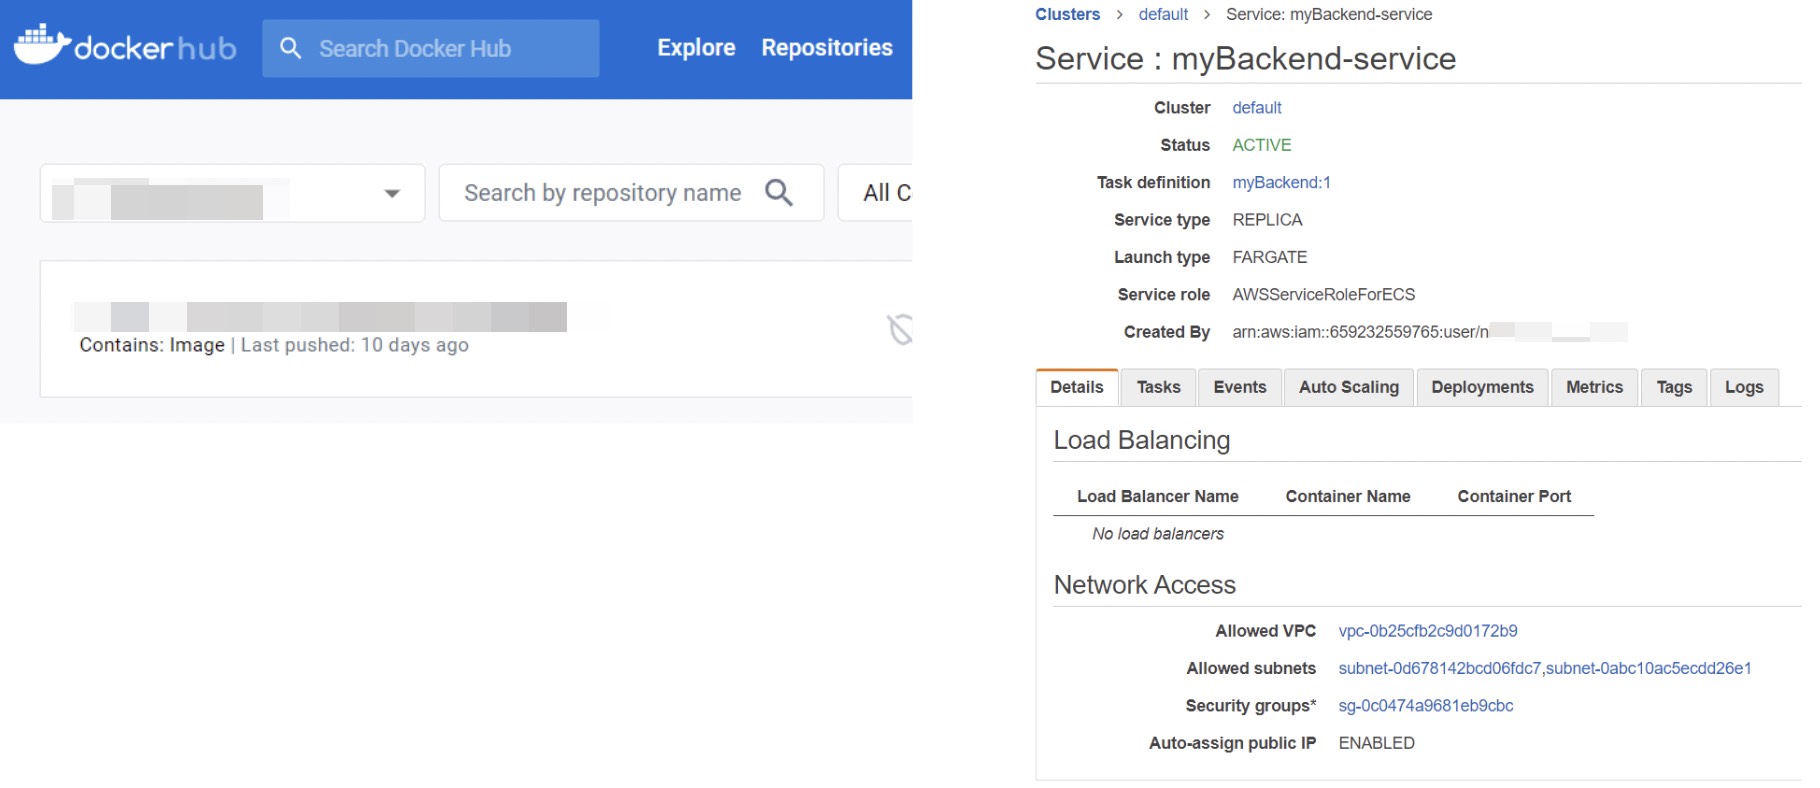 dockerhub
Search Docker Hub
Explore
Repositories
Search by repository name
All C
Contains: Image | Last pushed: 10 days ago
Clusters > default > Service: myBackend-service
Service : myBackend-service
Cluster default
Status ACTIVE
Task definition myBackend:1
Service type REPLICA
Launch type FARGATE
Service role AWSServiceRoleForECS
Created By arn:aws:iam::659232559765:user/n
Details Tasks Events Auto Scaling Deployments Metrics Tags Logs
Load Balancing
Load Balancer Name Container Name Container Port
No load balancers
Network Access
Allowed VPC vpc-0b25cfb2c9d0172b9
Allowed subnets subnet-0d678142bcd06fdc7,subnet-0abc10ac5ecdd26e1
Security groups* sg-0c0474a9681eb9cbc
Auto-assign public IP ENABLED